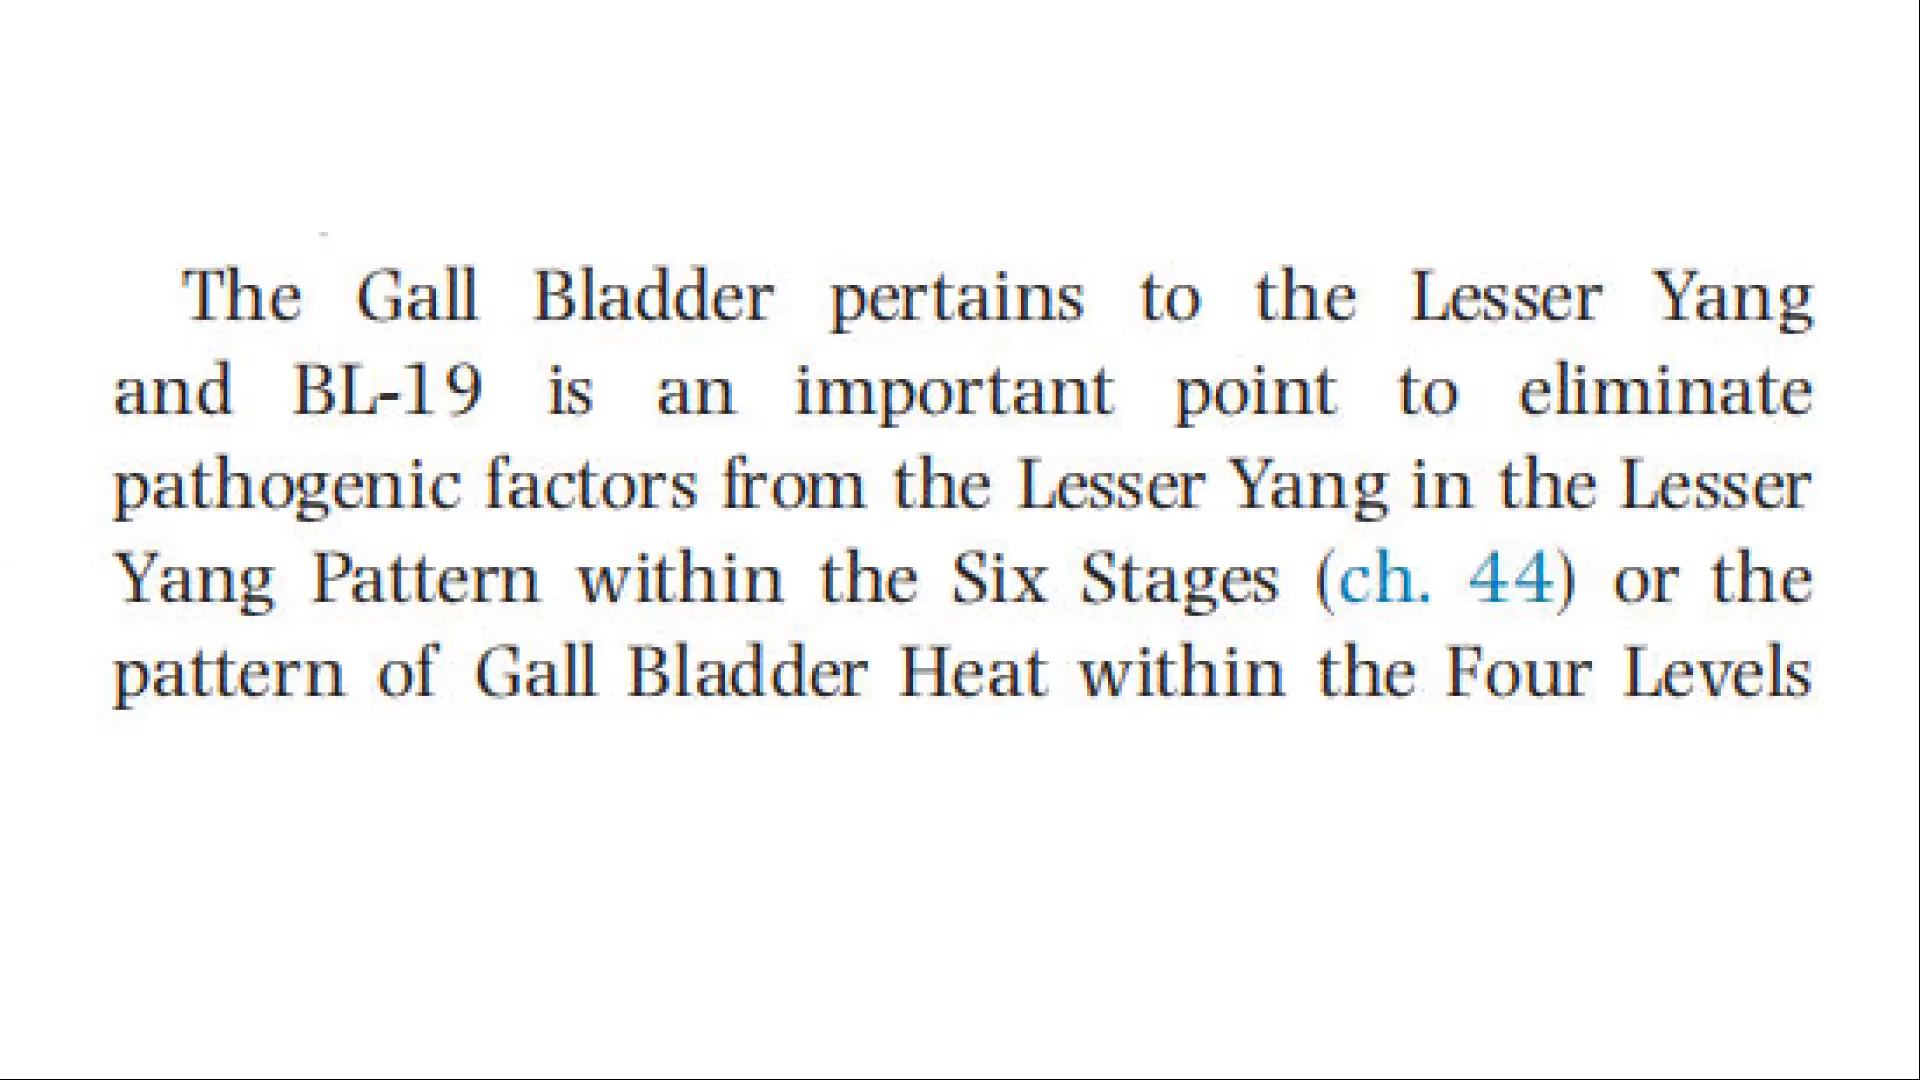 The Gall Bladder pertains to the Lesser Yang
and BL-19 is an important point to eliminate
pathogenic factors from the Lesser Yang in the Lesser
Yang Pattern within the Six Stages (ch. 44) or the
pattern of Gall Bladder Heat within the Four Levels